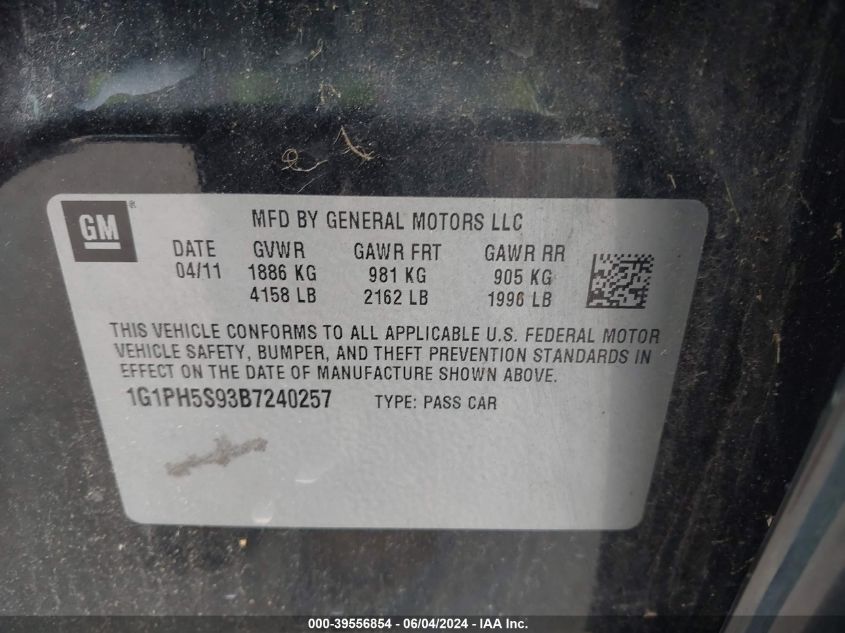 GM ®
MFD BY GENERAL MOTORS LLC
DATE GVWR GAWR FRT GAWR RR
04/11 1886 KG 981 KG 905 KG
4158 LB 2162 LB 1996 LB
THIS VEHICLE CONFORMS TO ALL APPLICABLE U.S. FEDERAL MOTOR
VEHICLE SAFETY, BUMPER, AND THEFT PREVENTION STANDARDS IN
EFFECT ON THE DATE OF MANUFACTURE SHOWN ABOVE.
1G1PH5S93B7240257 TYPE: PASS CAR
000-39556854 - 06/04/2024 - IAA Inc.